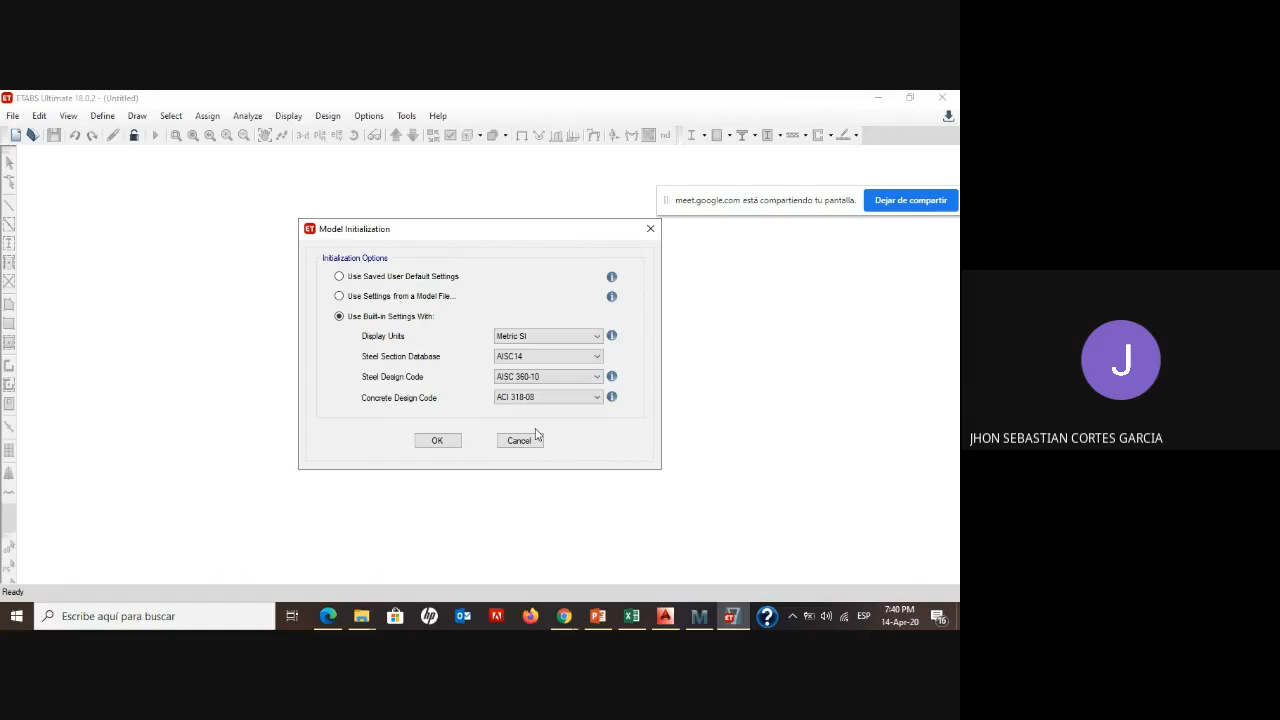 ETABS Ultimate 18.0.2 - (Untitled)
File Edit View Define Draw Select Assign Analyze Display Design Options Tools Help
3-d
nd
meet.google.com está compartiendo tu pantalla.
Dejar de compartir
Model Initialization
Initialization Options
Use Saved User Default Settings
Use Settings from a Model File...
Use Built-in Settings With:
Display Units Metric SI
Steel Section Database AISC14
Steel Design Code AISC 360-10
Concrete Design Code ACI 318-08
OK Cancel
J
JHON SEBASTIAN CORTES GARCIA
Ready
Escribe aquí para buscar
ESP
7:40 PM
14-Apr-20
16